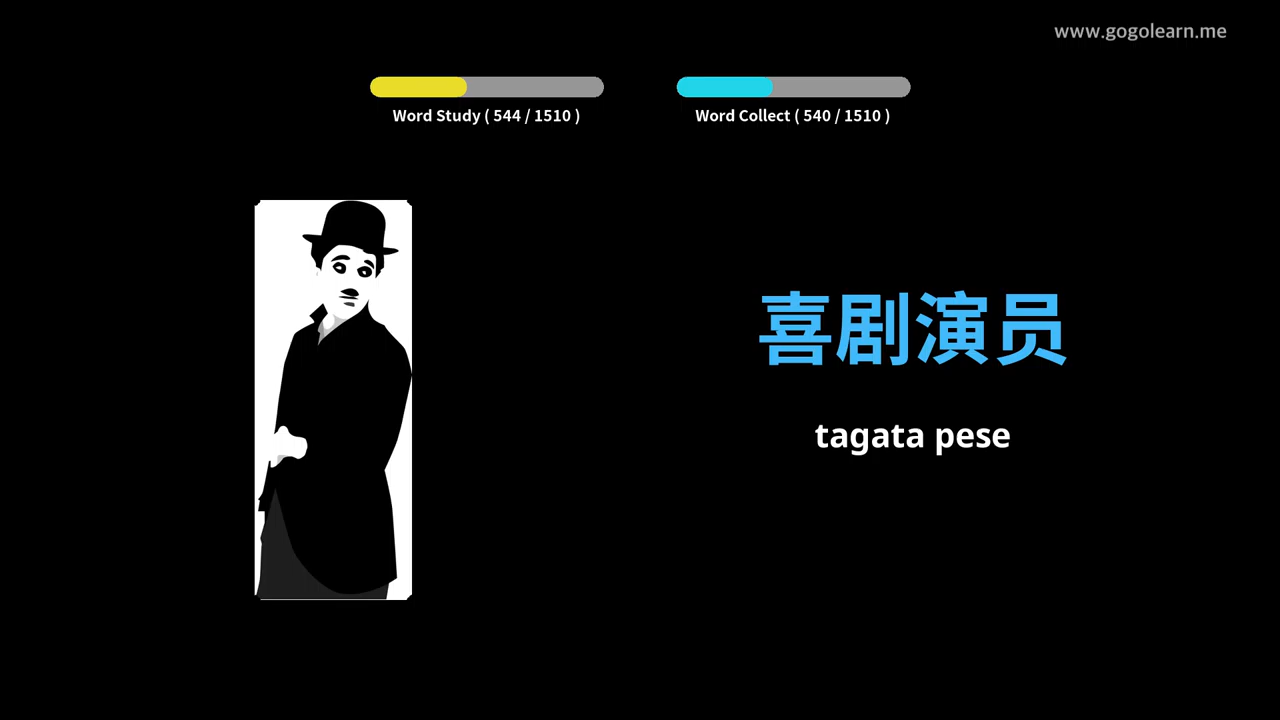 www.gogolearn.me
Word Study ( 544 / 1510 )
Word Collect ( 540 / 1510 )
喜剧演员
tagata pese